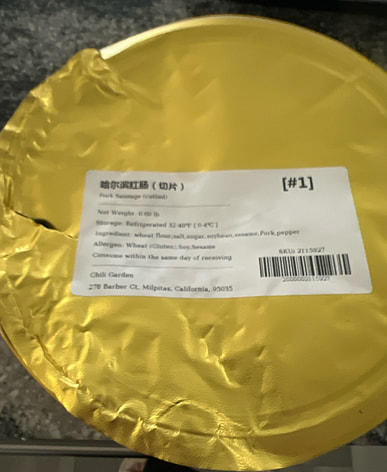 哈尔滨红肠（切片）
[#1]
Pork Sausage (cutted)
Net Weight: 0.60 lb
Storage: Refrigerated 32-40°F [ 0-4°C ]
Ingredient: wheat flour,salt,sugar,soybean,sesame,Pork,pepper
Allergen: Wheat (Gluten), Soy,Sesame
SKU: 2115927
Consume within the same day of receiving
Chili Garden
278 Barber Ct, Milpitas, California, 95035